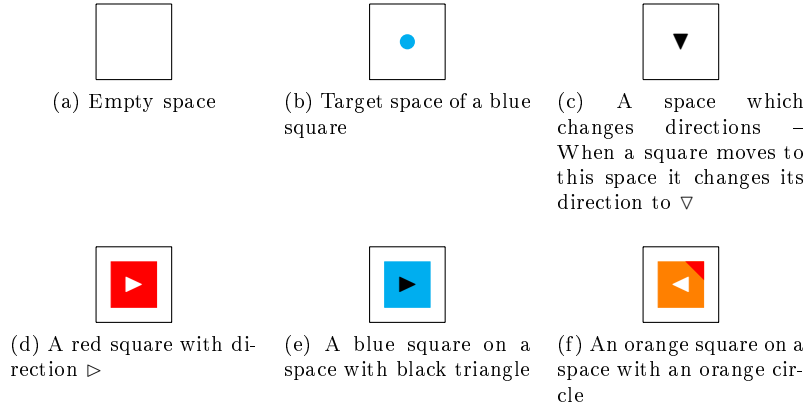 (a) Empty space
(b) Target space of a blue
square
(c) A space which
changes directions –
When a square moves to
this space it changes its
direction to ▽
(d) A red square with di-
rection ▷
(e) A blue square on a
space with black triangle
(f) An orange square on a
space with an orange cir-
cle